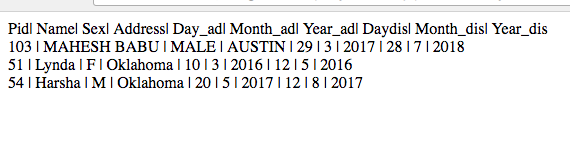 Pid| Name| Sex| Address| Day_ad| Month_ad| Year_ad| Daydis| Month_dis| Year_dis
103 | MAHESH BABU | MALE | AUSTIN | 29 | 3 | 2017 | 28 | 7 | 2018
51 | Lynda | F | Oklahoma | 10 | 3 | 2016 | 12 | 5 | 2016
54 | Harsha | M | Oklahoma | 20 | 5 | 2017 | 12 | 8 | 2017